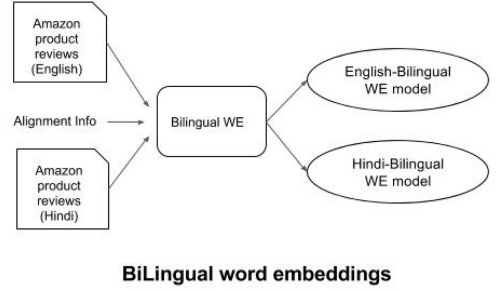 Amazon
product
reviews
(English)
Alignment Info
Amazon
product
reviews
(Hindi)
Bilingual WE
English-Bilingual
WE model
Hindi-Bilingual
WE model
BiLingual word embeddings